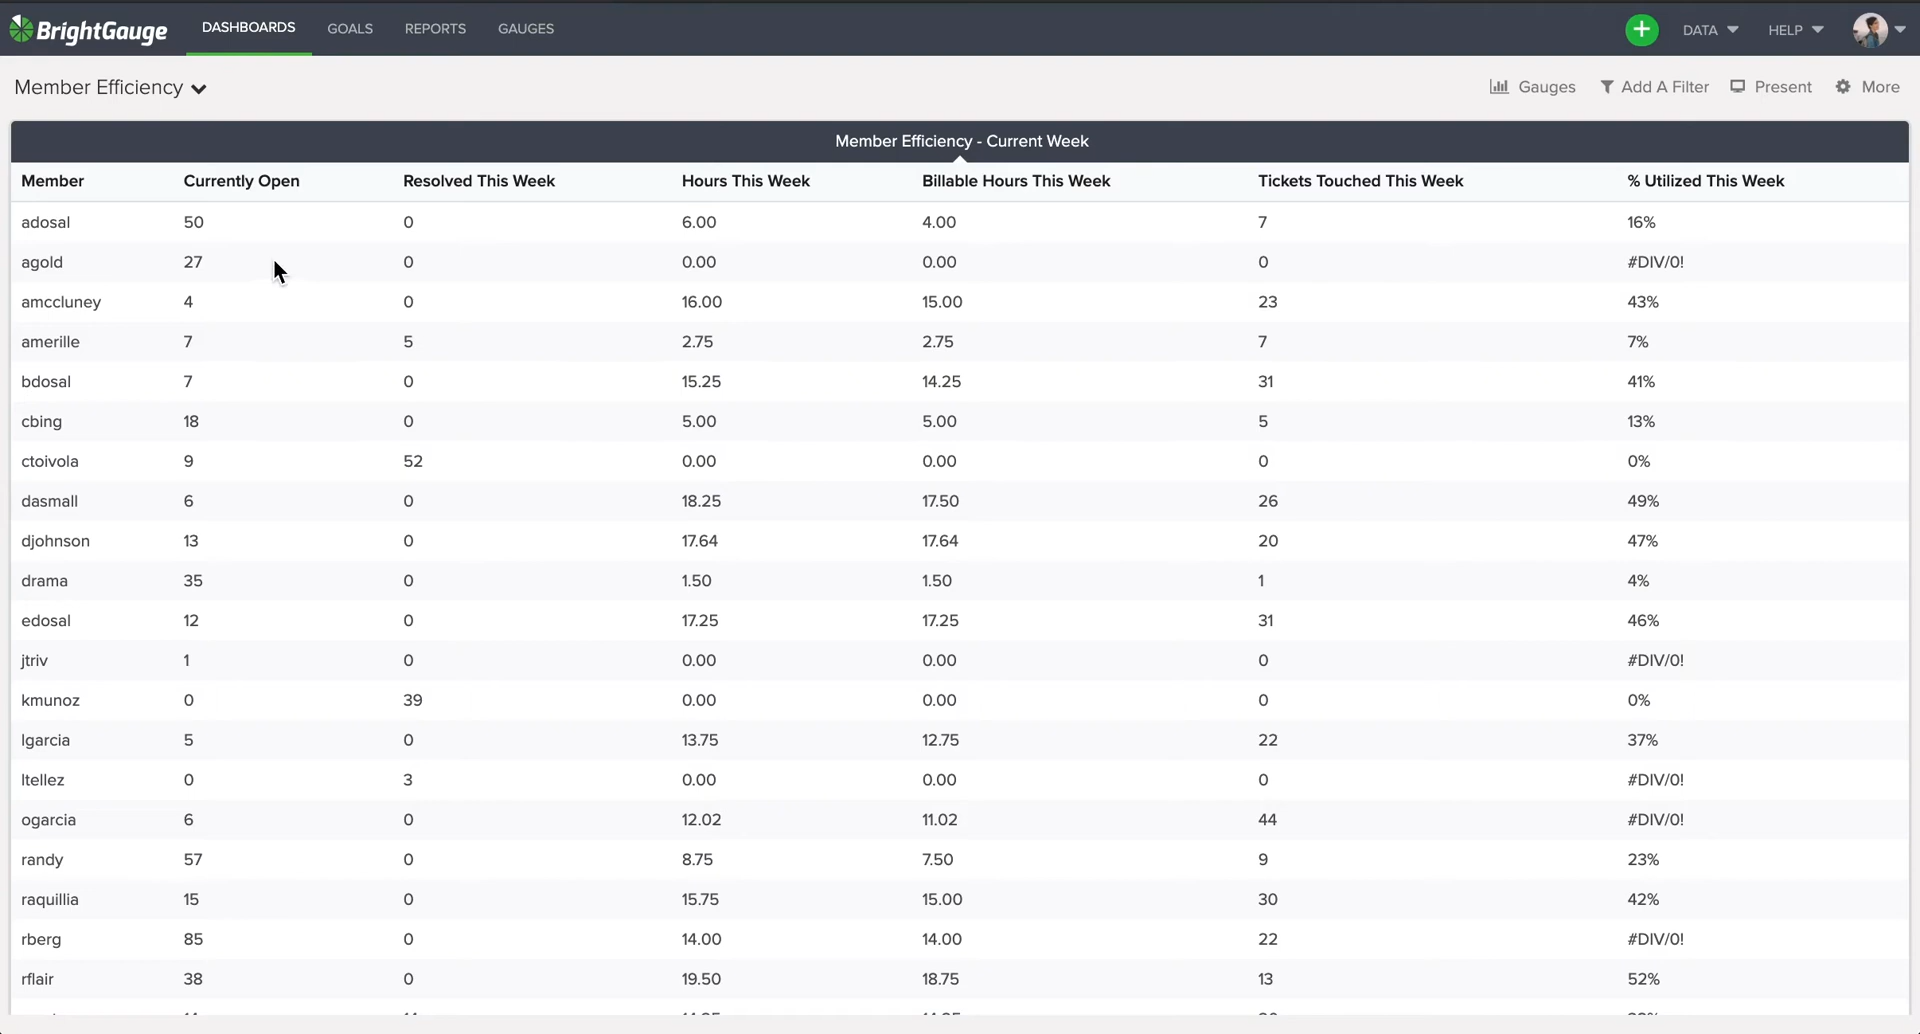 BrightGauge DASHBOARDS GOALS REPORTS GAUGES DATA HELP
Member Efficiency Gauges Add A Filter Present More
Member Efficiency - Current Week
Member Currently Open Resolved This Week Hours This Week Billable Hours This Week Tickets Touched This Week % Utilized This Week
adosal 50 0 6.00 4.00 7 16%
agold 27 0 0.00 0.00 0 #DIV/0!
amccluney 4 0 16.00 15.00 23 43%
amerille 7 5 2.75 2.75 7 7%
bdosal 7 0 15.25 14.25 31 41%
cbing 18 0 5.00 5.00 5 13%
ctoivola 9 52 0.00 0.00 0 0%
dasmall 6 0 18.25 17.50 26 49%
djohnson 13 0 17.64 17.64 20 47%
drama 35 0 1.50 1.50 1 4%
edosal 12 0 17.25 17.25 31 46%
jtriv 1 0 0.00 0.00 0 #DIV/0!
kmunoz 0 39 0.00 0.00 0 0%
lgarcia 5 0 13.75 12.75 22 37%
ltellez 0 3 0.00 0.00 0 #DIV/0!
ogarcia 6 0 12.02 11.02 44 #DIV/0!
randy 57 0 8.75 7.50 9 23%
raquillia 15 0 15.75 15.00 30 42%
rberg 85 0 14.00 14.00 22 #DIV/0!
rflair 38 0 19.50 18.75 13 52%